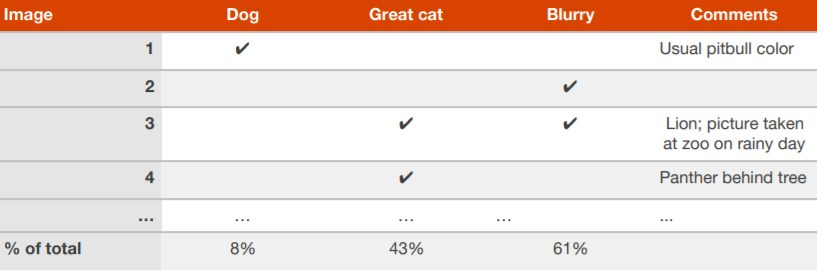 Image Dog Great cat Blurry Comments
1 ✔ Usual pitbull color
2 ✔
3 ✔ ✔ Lion; picture taken
at zoo on rainy day
4 ✔ Panther behind tree
... ... ... ... ...
% of total 8% 43% 61%